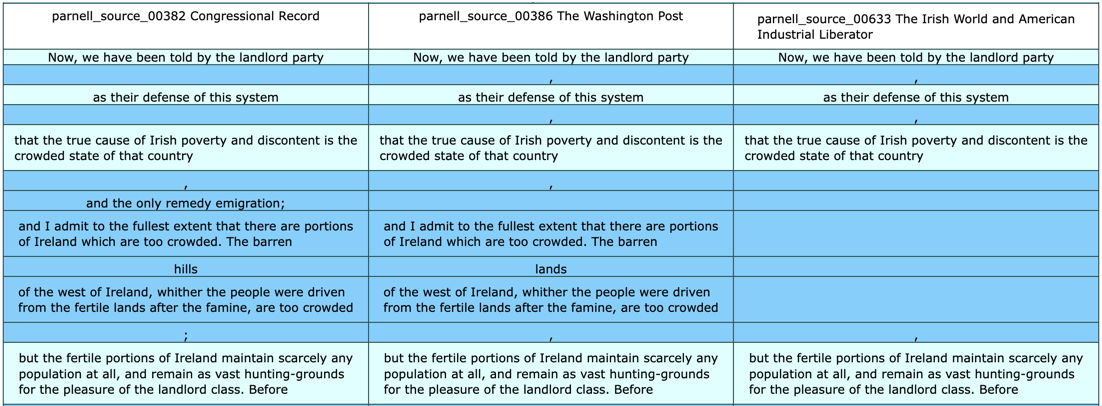 parnell_source_00382 Congressional Record
parnell_source_00386 The Washington Post
parnell_source_00633 The Irish World and American
Industrial Liberator
Now, we have been told by the landlord party
Now, we have been told by the landlord party
Now, we have been told by the landlord party
,
,
as their defense of this system
as their defense of this system
as their defense of this system
,
,
that the true cause of Irish poverty and discontent is the
crowded state of that country
that the true cause of Irish poverty and discontent is the
crowded state of that country
that the true cause of Irish poverty and discontent is the
crowded state of that country
,
,
and the only remedy emigration;
and I admit to the fullest extent that there are portions
of Ireland which are too crowded. The barren
and I admit to the fullest extent that there are portions
of Ireland which are too crowded. The barren
hills
lands
of the west of Ireland, whither the people were driven
from the fertile lands after the famine, are too crowded
of the west of Ireland, whither the people were driven
from the fertile lands after the famine, are too crowded
;
,
,
but the fertile portions of Ireland maintain scarcely any
population at all, and remain as vast hunting-grounds
for the pleasure of the landlord class. Before
but the fertile portions of Ireland maintain scarcely any
population at all, and remain as vast hunting-grounds
for the pleasure of the landlord class. Before
but the fertile portions of Ireland maintain scarcely any
population at all, and remain as vast hunting-grounds
for the pleasure of the landlord class. Before